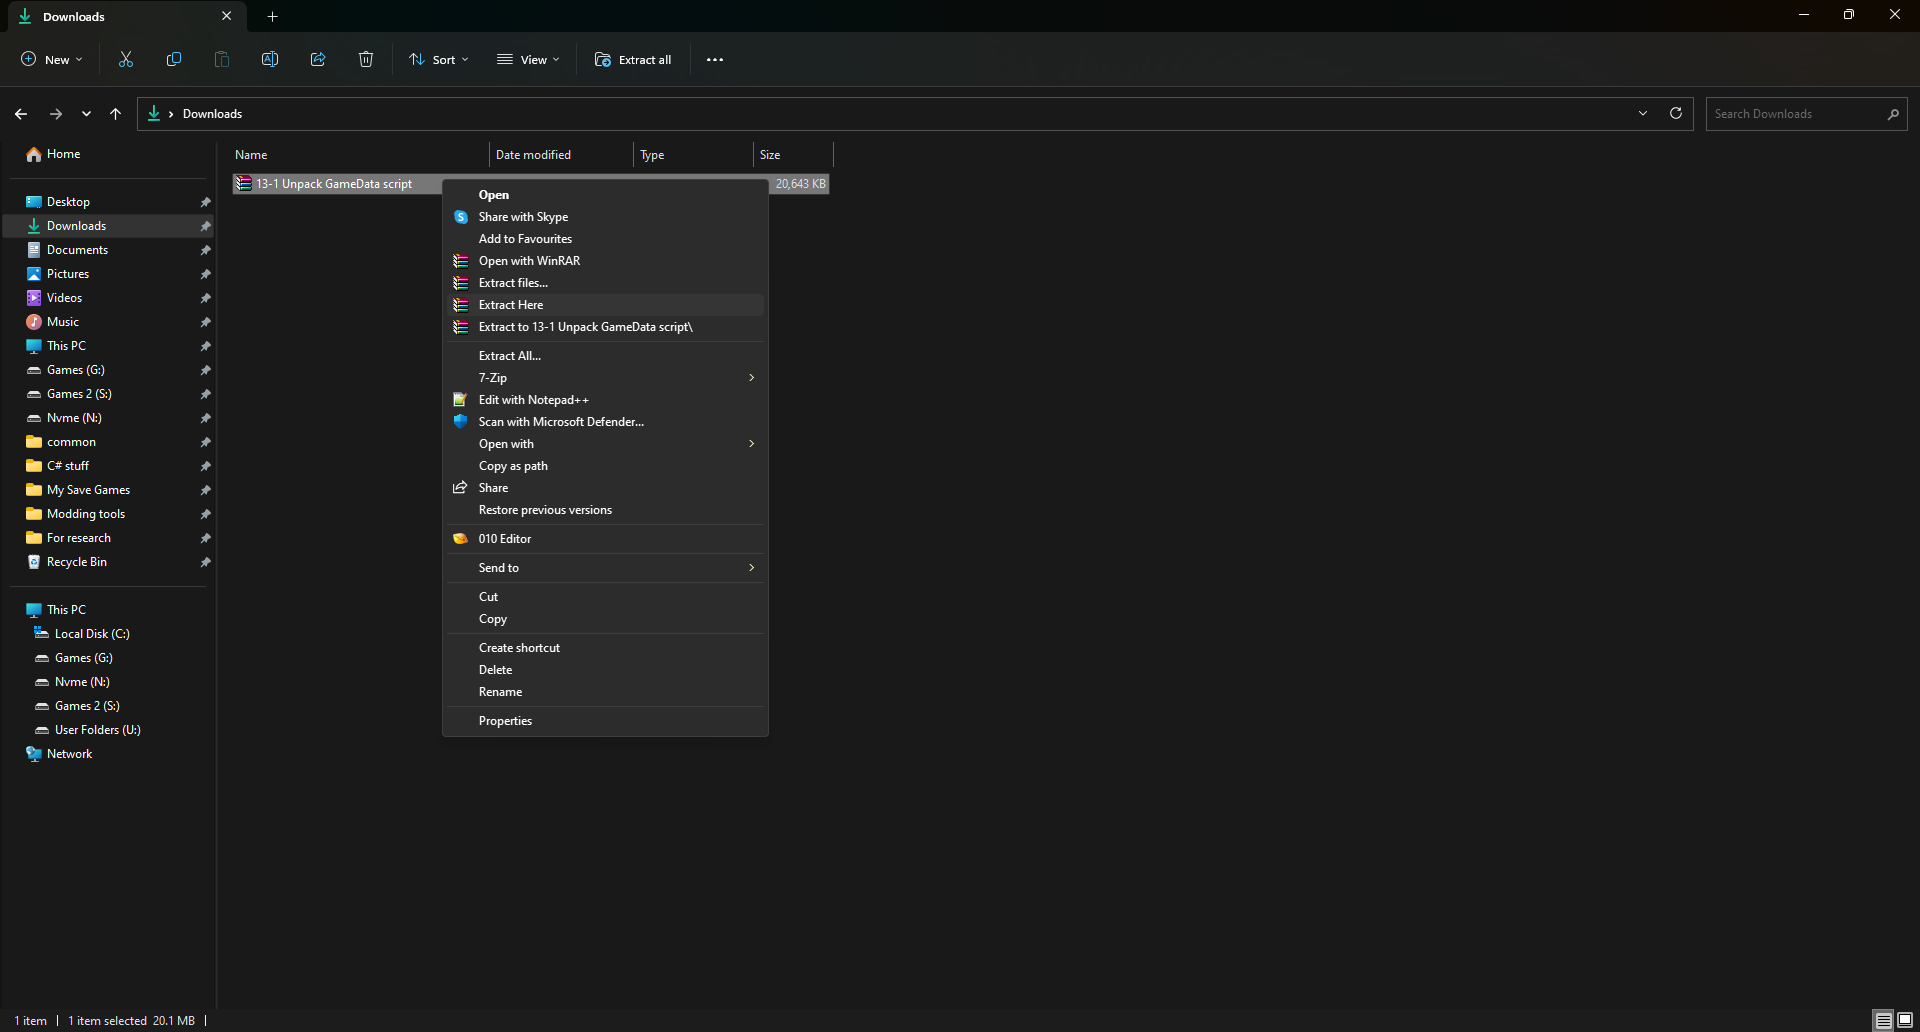 Downloads
New
Sort
View
Extract all
Downloads
Search Downloads
Home
Desktop
Downloads
Documents
Pictures
Videos
Music
This PC
Games (G:)
Games 2 (S:)
Nvme (N:)
common
C# stuff
My Save Games
Modding tools
For research
Recycle Bin
This PC
Local Disk (C:)
Games (G:)
Nvme (N:)
Games 2 (S:)
User Folders (U:)
Network
Name Date modified Type Size
13-1 Unpack GameData script 20,643 KB
Open
Share with Skype
Add to Favourites
Open with WinRAR
Extract files...
Extract Here
Extract to 13-1 Unpack GameData script\
Extract All...
7-Zip
Edit with Notepad++
Scan with Microsoft Defender...
Open with
Copy as path
Share
Restore previous versions
010 Editor
Send to
Cut
Copy
Create shortcut
Delete
Rename
Properties
1 item 1 item selected 20.1 MB